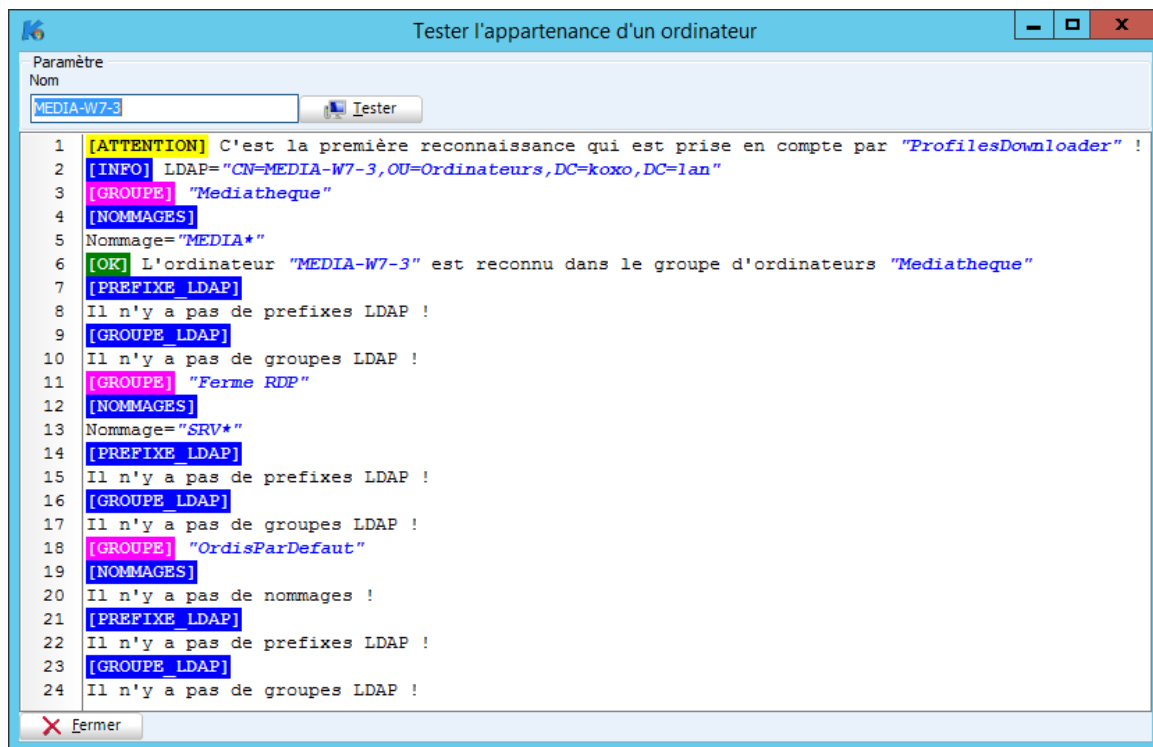 Tester l'appartenance d'un ordinateur
Paramètre
Nom
MEDIA-W7-3 Tester
1 [ATTENTION] C'est la première reconnaissance qui est prise en compte par "ProfilesDownloader" !
2 [INFO] LDAP="CN=MEDIA-W7-3,OU=Ordinateurs,DC=koxo,DC=lan"
3 [GROUPE] "Mediatheque"
4 [NOMMAGES]
5 Nommage="MEDIA*"
6 [OK] L'ordinateur "MEDIA-W7-3" est reconnu dans le groupe d'ordinateurs "Mediatheque"
7 [PREFIXE_LDAP]
8 Il n'y a pas de prefixes LDAP !
9 [GROUPE_LDAP]
10 Il n'y a pas de groupes LDAP !
11 [GROUPE] "Ferme RDP"
12 [NOMMAGES]
13 Nommage="SRV*"
14 [PREFIXE_LDAP]
15 Il n'y a pas de prefixes LDAP !
16 [GROUPE_LDAP]
17 Il n'y a pas de groupes LDAP !
18 [GROUPE] "OrdisParDefaut"
19 [NOMMAGES]
20 Il n'y a pas de nommages !
21 [PREFIXE_LDAP]
22 Il n'y a pas de prefixes LDAP !
23 [GROUPE_LDAP]
24 Il n'y a pas de groupes LDAP !
Fermer